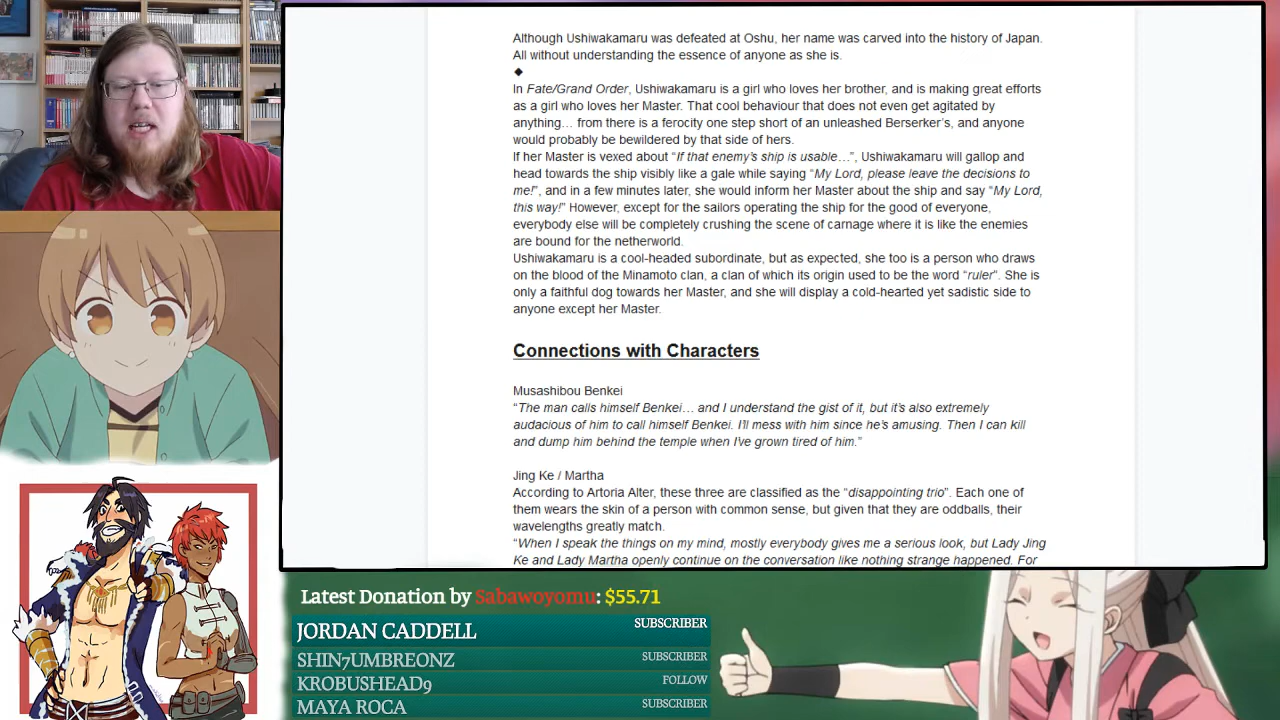 Although Ushiwakamaru was defeated at Oshu, her name was carved into the history of Japan.
All without understanding the essence of anyone as she is.
◆
In Fate/Grand Order, Ushiwakamaru is a girl who loves her brother, and is making great efforts
as a girl who loves her Master. That cool behaviour that does not even get agitated by
anything… from there is a ferocity one step short of an unleashed Berserker's, and anyone
would probably be bewildered by that side of hers.
If her Master is vexed about “If that enemy's ship is usable…”, Ushiwakamaru will gallop and
head towards the ship visibly like a gale while saying “My Lord, please leave the decisions to
me!”, and in a few minutes later, she would inform her Master about the ship and say “My Lord,
this way!” However, except for the sailors operating the ship for the good of everyone,
everybody else will be completely crushing the scene of carnage where it is like the enemies
are bound for the netherworld.
Ushiwakamaru is a cool-headed subordinate, but as expected, she too is a person who draws
on the blood of the Minamoto clan, a clan of which its origin used to be the word “ruler”. She is
only a faithful dog towards her Master, and she will display a cold-hearted yet sadistic side to
anyone except her Master.
Connections with Characters
Musashibou Benkei
“The man calls himself Benkei… and I understand the gist of it, but it's also extremely
audacious of him to call himself Benkei. I'll mess with him since he's amusing. Then I can kill
and dump him behind the temple when I've grown tired of him.”
Jing Ke / Martha
According to Artoria Alter, these three are classified as the “disappointing trio”. Each one of
them wears the skin of a person with common sense, but given that they are oddballs, their
wavelengths greatly match.
“When I speak the things on my mind, mostly everybody gives me a serious look, but Lady Jing
Ke and Lady Martha openly continue on the conversation like nothing strange happened. For
Latest Donation by Sabawoyomu: $55.71
JORDAN CADDELL SUBSCRIBER
SHIN7UMBREONZ SUBSCRIBER
KROBUSHEAD9 FOLLOW
MAYA ROCA SUBSCRIBER